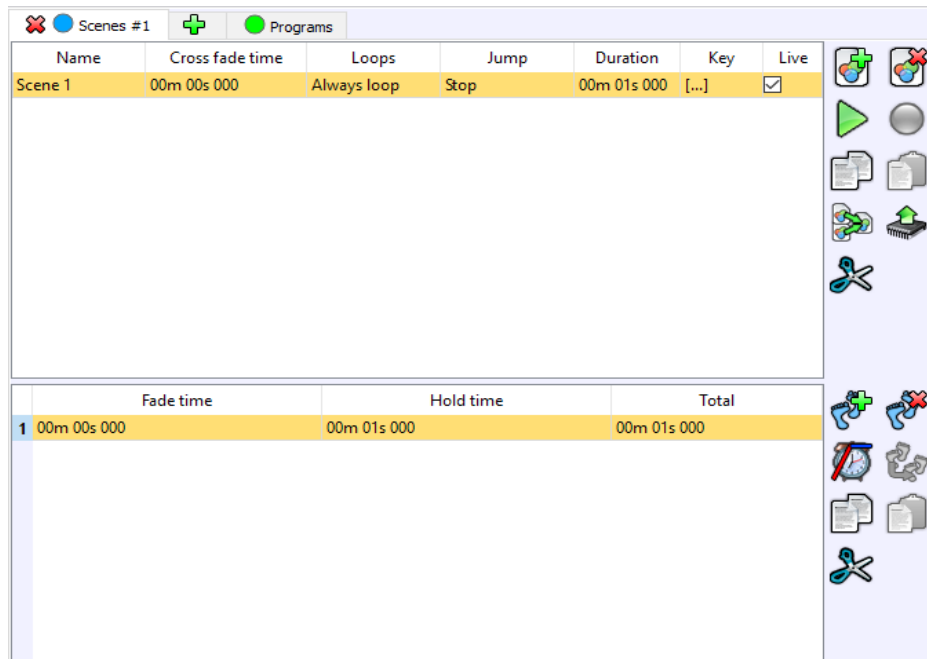 Scenes #1 Programs
Name Cross fade time Loops Jump Duration Key Live
Scene 1 00m 00s 000 Always loop Stop 00m 01s 000 [...]
Fade time Hold time Total
1 00m 00s 000 00m 01s 000 00m 01s 000